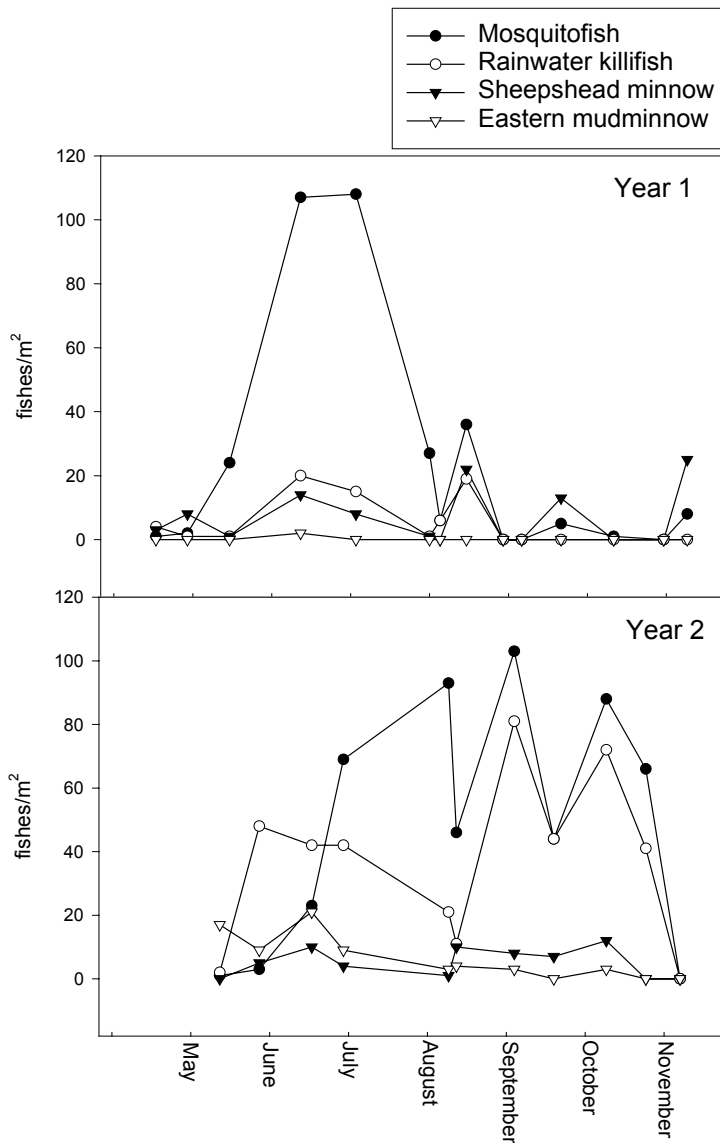 Mosquitofish
Rainwater killifish
Sheepshead minnow
Eastern mudminnow
120
100
80
60
40
20
0
fishes/m²
Year 1
120
100
80
60
40
20
0
fishes/m²
Year 2
May
June
July
August
September
October
November